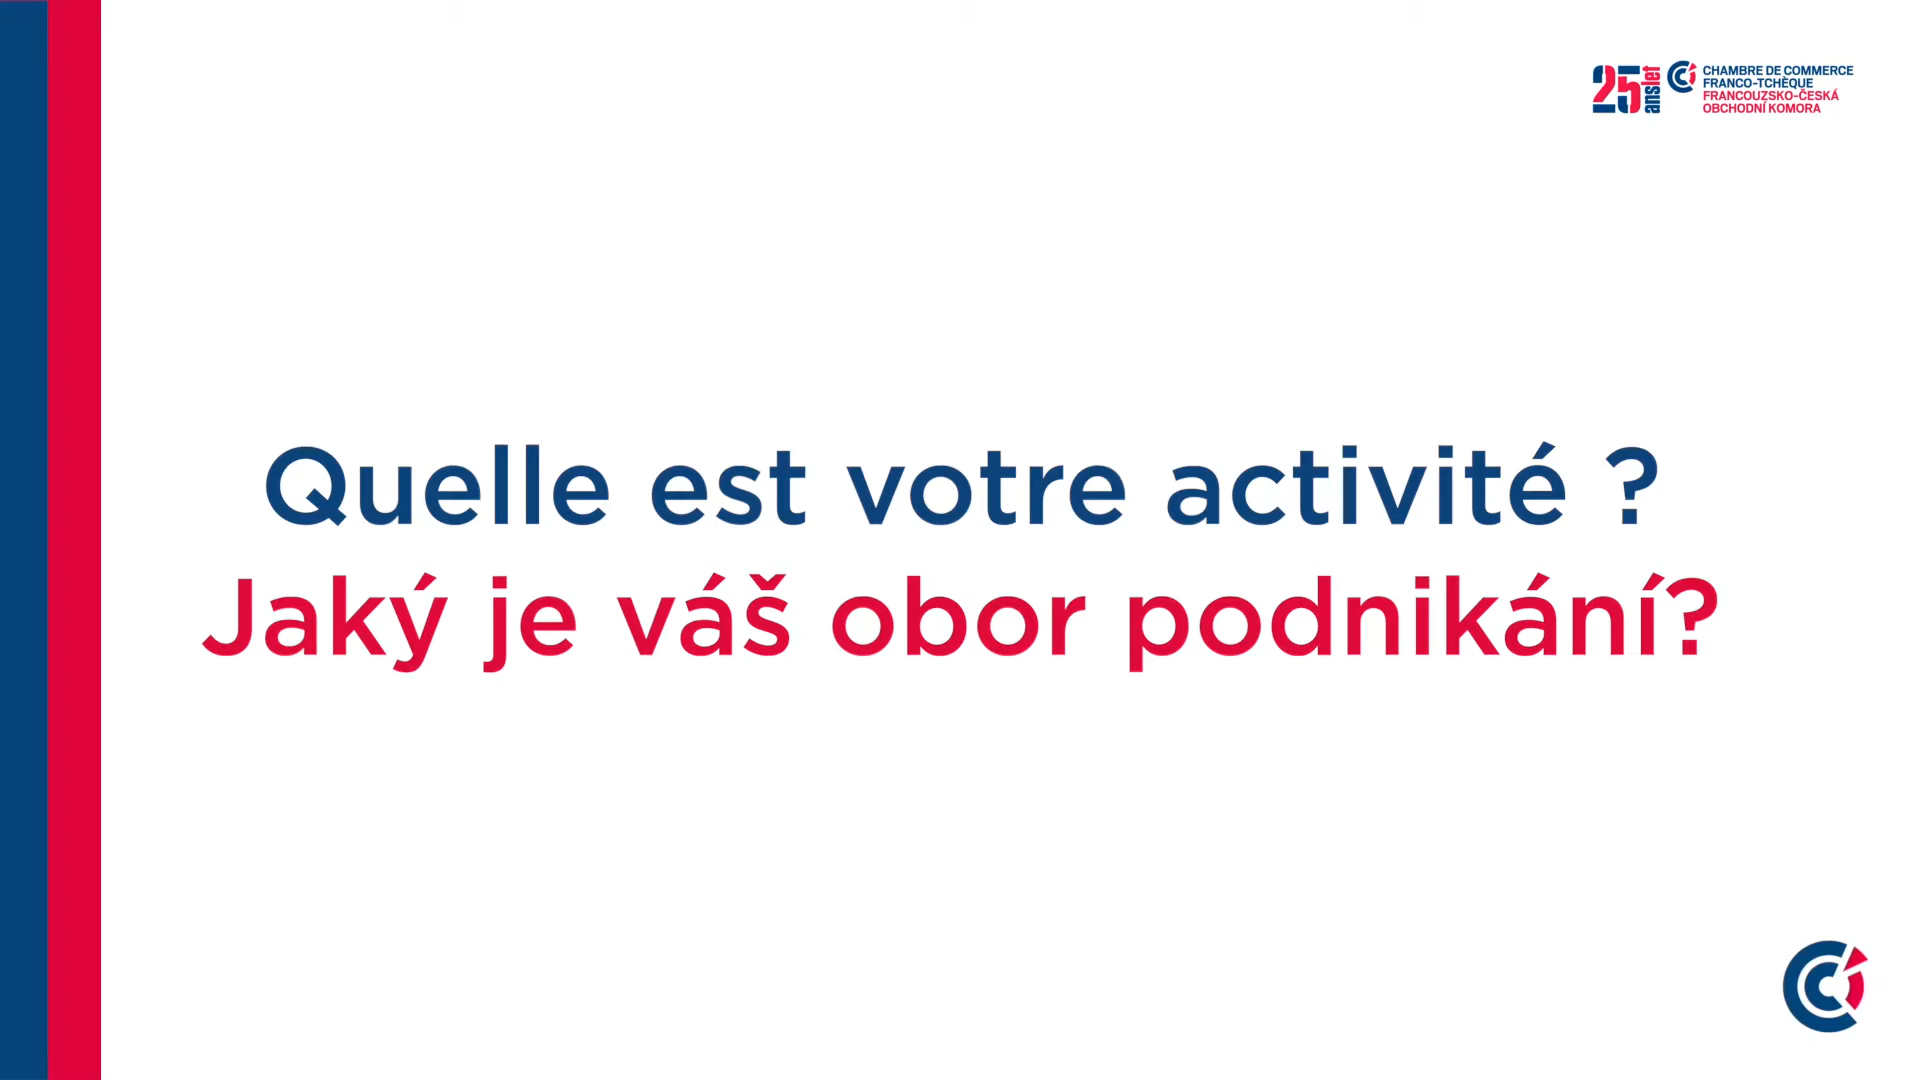 25 ans let
CHAMBRE DE COMMERCE
FRANCO-TCHÈQUE
FRANCOUZSKO-ČESKÁ
OBCHODNÍ KOMORA
Quelle est votre activité ?
Jaký je váš obor podnikání?